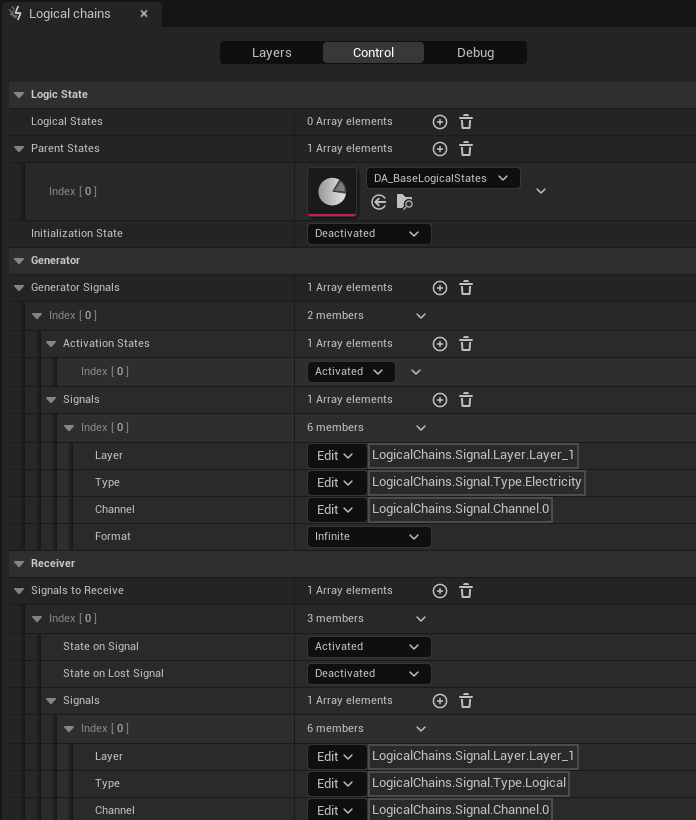 Logical chains
Layers Control Debug
Logic State
Logical States 0 Array elements
Parent States 1 Array elements
Index [ 0 ] DA_BaseLogicalStates
Initialization State Deactivated
Generator
Generator Signals 1 Array elements
Index [ 0 ] 2 members
Activation States 1 Array elements
Index [ 0 ] Activated
Signals 1 Array elements
Index [ 0 ] 6 members
Layer Edit LogicalChains.Signal.Layer.Layer_1
Type Edit LogicalChains.Signal.Type.Electricity
Channel Edit LogicalChains.Signal.Channel.0
Format Infinite
Receiver
Signals to Receive 1 Array elements
Index [ 0 ] 3 members
State on Signal Activated
State on Lost Signal Deactivated
Signals 1 Array elements
Index [ 0 ] 6 members
Layer Edit LogicalChains.Signal.Layer.Layer_1
Type Edit LogicalChains.Signal.Type.Logical
Channel Edit LogicalChains.Signal.Channel.0